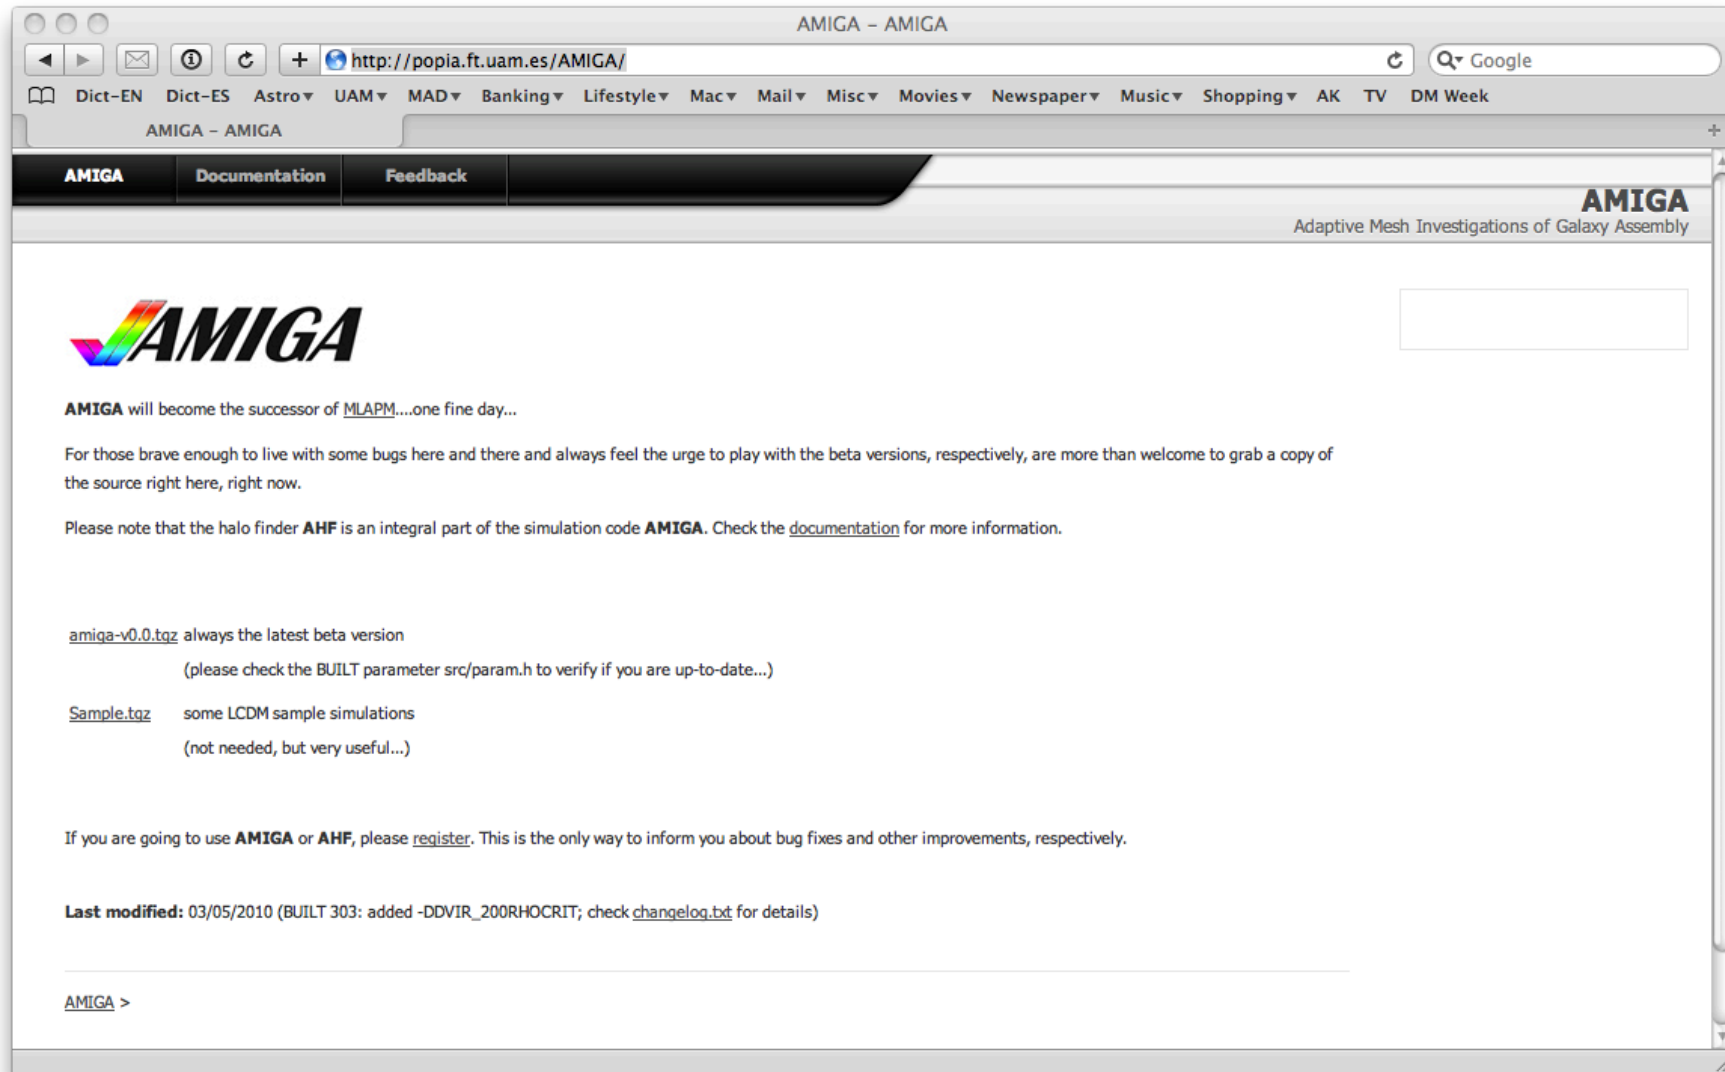 AMIGA – AMIGA
http://popia.ft.uam.es/AMIGA/
Google
Dict-EN Dict-ES Astro▾ UAM▾ MAD▾ Banking▾ Lifestyle▾ Mac▾ Mail▾ Misc▾ Movies▾ Newspaper▾ Music▾ Shopping▾ AK TV DM Week
AMIGA – AMIGA
AMIGA Documentation Feedback
AMIGA
Adaptive Mesh Investigations of Galaxy Assembly
AMIGA
AMIGA will become the successor of MLAPM....one fine day...
For those brave enough to live with some bugs here and there and always feel the urge to play with the beta versions, respectively, are more than welcome to grab a copy of
the source right here, right now.
Please note that the halo finder AHF is an integral part of the simulation code AMIGA. Check the documentation for more information.
amiga-v0.0.tgz always the latest beta version
(please check the BUILT parameter src/param.h to verify if you are up-to-date...)
Sample.tgz some LCDM sample simulations
(not needed, but very useful...)
If you are going to use AMIGA or AHF, please register. This is the only way to inform you about bug fixes and other improvements, respectively.
Last modified: 03/05/2010 (BUILT 303: added -DDVIR_200RHOCRIT; check changelog.txt for details)
AMIGA >